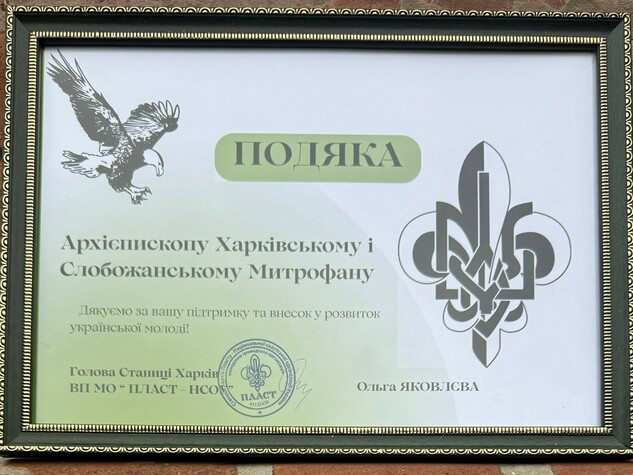 ПОДЯКА
Архієпископу Харківському і
Слобожанському Митрофану
Дякуємо за вашу підтримку та внесок у розвиток
української молоді!
Голова Станиці Харків
ВП МО “ ПЛАСТ - НСОУ”
Ольга ЯКОВЛЄВА
ПЛАСТ